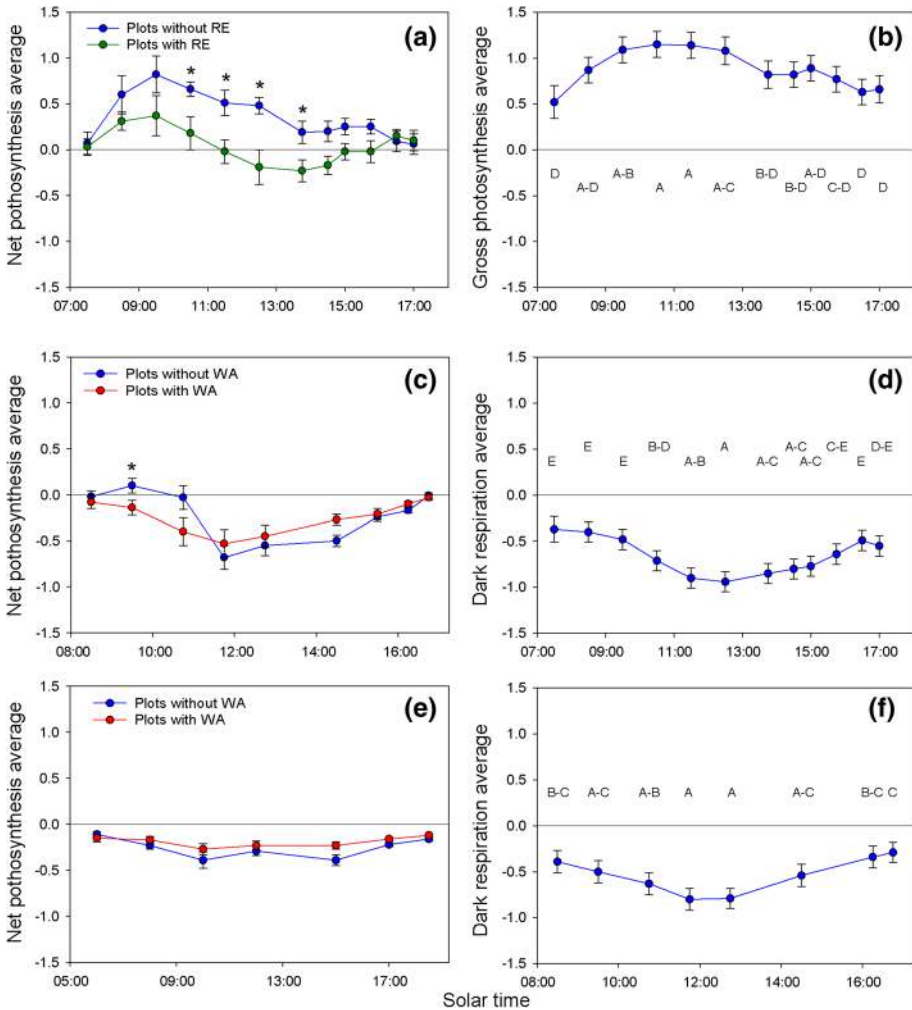 Plots without RE
Plots with RE
(a)
Net pothosynthesis average
1.5
1.0
0.5
0.0
-0.5
-1.0
-1.5
* * * *
07:00 09:00 11:00 13:00 15:00 17:00
(b)
Gross photosynthesis average
1.5
1.0
0.5
0.0
-0.5
-1.0
-1.5
D A-B A B-D A-D D
A-D A A-C B-D C-D D
07:00 09:00 11:00 13:00 15:00 17:00
Plots without WA
Plots with WA
(c)
Net pothosynthesis average
1.5
1.0
0.5
0.0
-0.5
-1.0
-1.5
*
08:00 10:00 12:00 14:00 16:00
(d)
Dark respiration average
1.5
1.0
0.5
0.0
-0.5
-1.0
-1.5
E B-D A A-C C-E D-E
E E A-B A-C A-C E
07:00 09:00 11:00 13:00 15:00 17:00
Plots without WA
Plots with WA
(e)
Net pothosynthesis average
1.5
1.0
0.5
0.0
-0.5
-1.0
-1.5
05:00 09:00 13:00 17:00
(f)
Dark respiration average
1.5
1.0
0.5
0.0
-0.5
-1.0
-1.5
B-C A-C A-B A A A-C B-C C
08:00 10:00 12:00 14:00 16:00
Solar time